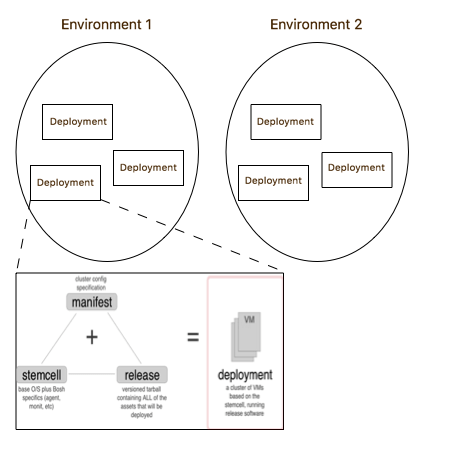 Environment 1
Environment 2
Deployment
Deployment
Deployment
Deployment
Deployment
Deployment
cluster config
specification
manifest
+
=
VM
stemcell
base O/S plus Bosh
specifics (agent,
monit, etc)
release
versioned tarball
containing ALL of the
assets that will be
deployed
deployment
a cluster of VMs
based on the
stemcell, running
release software